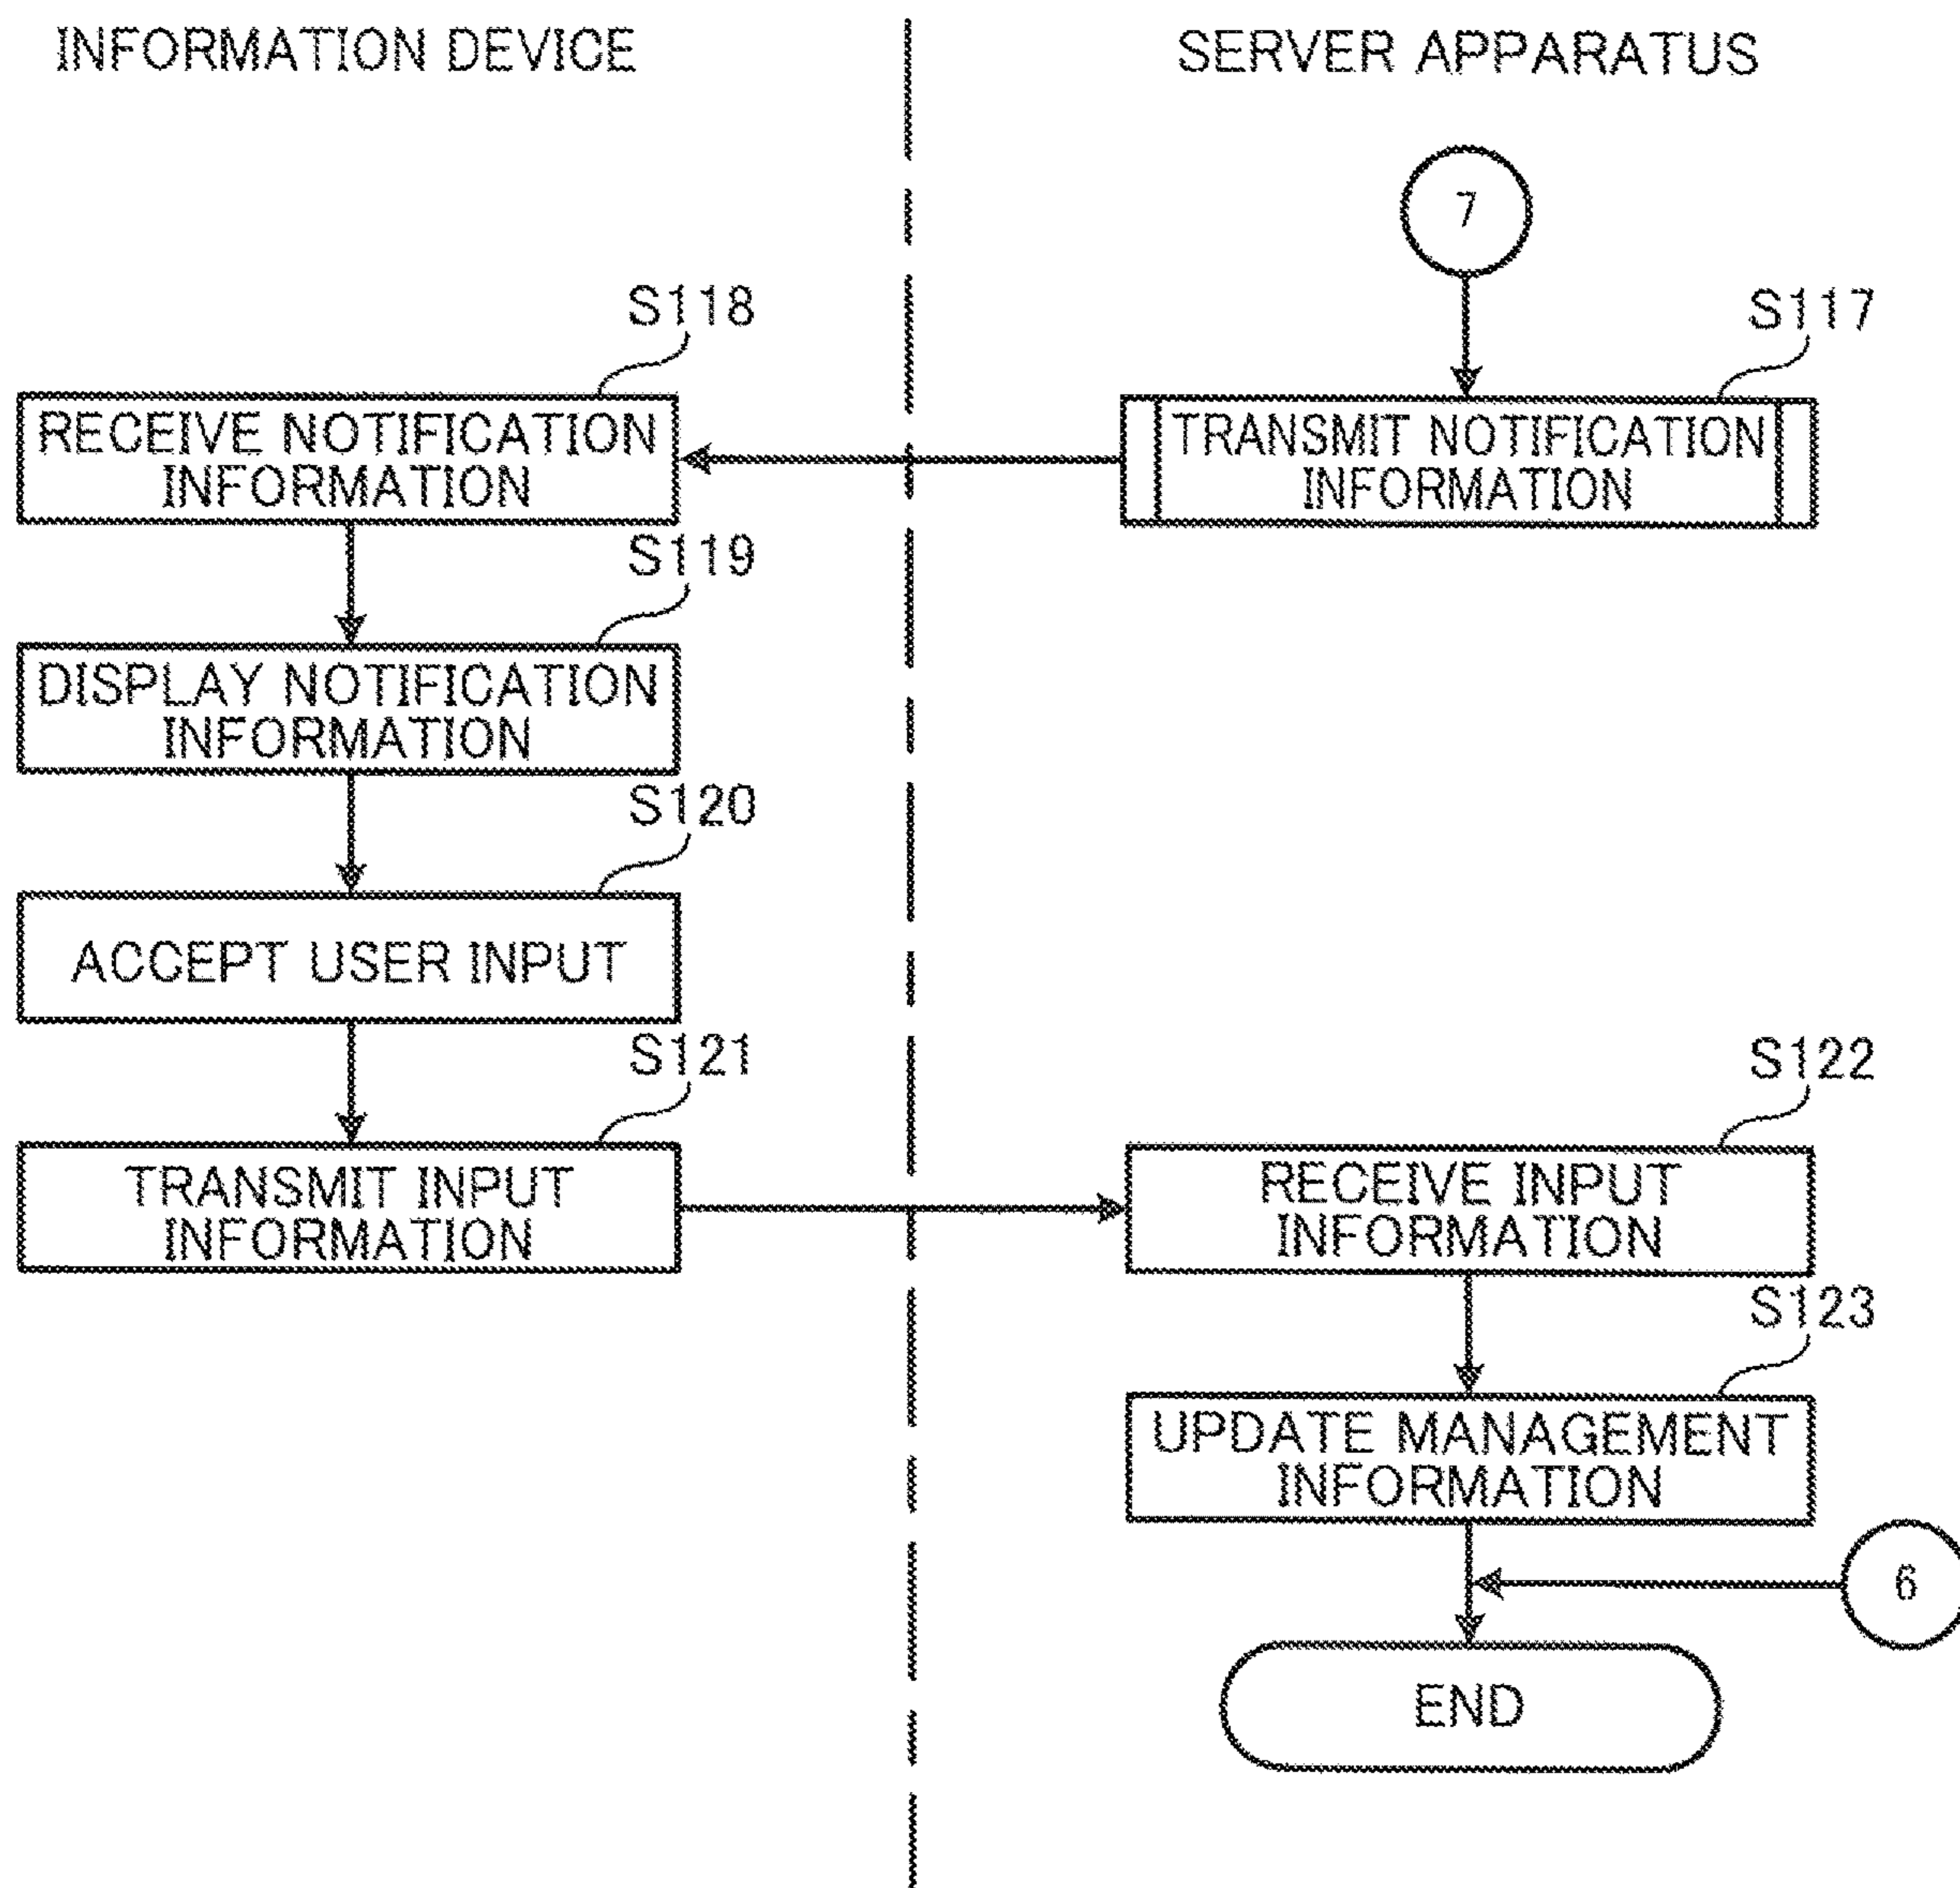 INFORMATION DEVICE
SERVER APPARATUS
7
S117
TRANSMIT NOTIFICATION
INFORMATION
S118
RECEIVE NOTIFICATION
INFORMATION
S119
DISPLAY NOTIFICATION
INFORMATION
S120
ACCEPT USER INPUT
S121
TRANSMIT INPUT
INFORMATION
S122
RECEIVE INPUT
INFORMATION
S123
UPDATE MANAGEMENT
INFORMATION
6
END